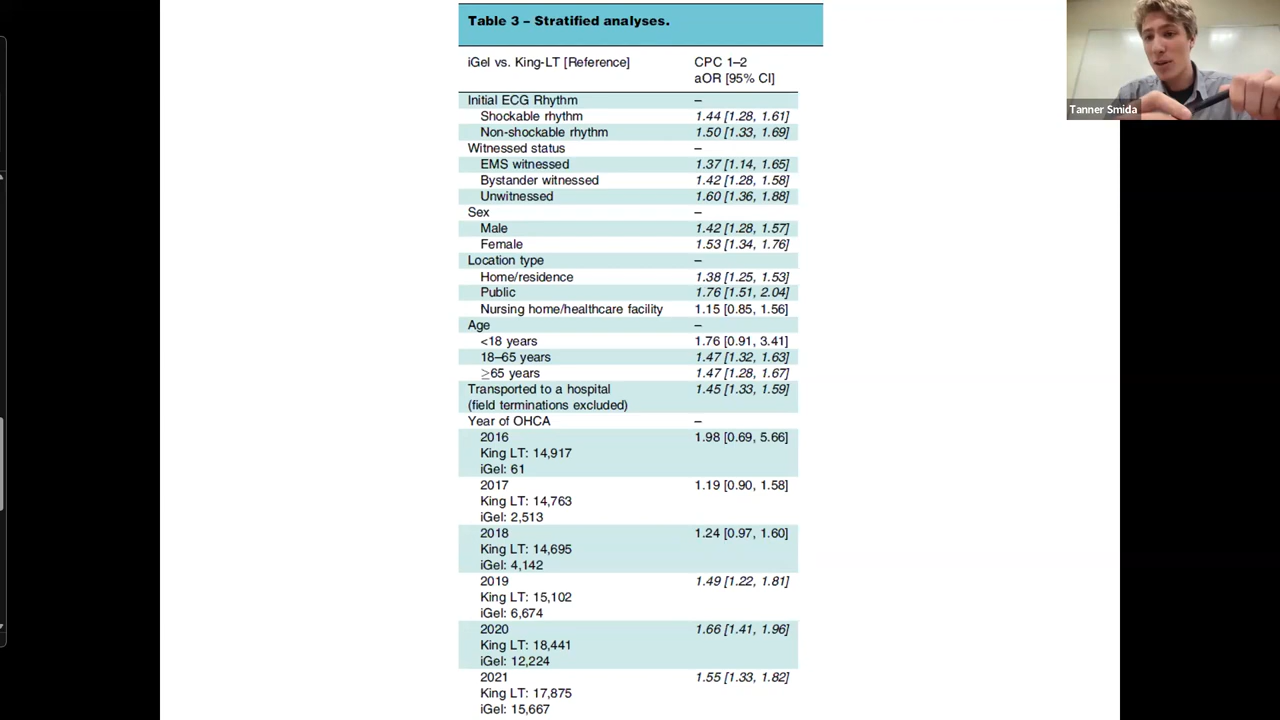 Table 3 – Stratified analyses.
iGel vs. King-LT [Reference] CPC 1–2
aOR [95% CI]
Initial ECG Rhythm –
Shockable rhythm 1.44 [1.28, 1.61]
Non-shockable rhythm 1.50 [1.33, 1.69]
Witnessed status –
EMS witnessed 1.37 [1.14, 1.65]
Bystander witnessed 1.42 [1.28, 1.58]
Unwitnessed 1.60 [1.36, 1.88]
Sex –
Male 1.42 [1.28, 1.57]
Female 1.53 [1.34, 1.76]
Location type –
Home/residence 1.38 [1.25, 1.53]
Public 1.76 [1.51, 2.04]
Nursing home/healthcare facility 1.15 [0.85, 1.56]
Age –
<18 years 1.76 [0.91, 3.41]
18–65 years 1.47 [1.32, 1.63]
≥65 years 1.47 [1.28, 1.67]
Transported to a hospital 1.45 [1.33, 1.59]
(field terminations excluded)
Year of OHCA –
2016 1.98 [0.69, 5.66]
King LT: 14,917
iGel: 61
2017 1.19 [0.90, 1.58]
King LT: 14,763
iGel: 2,513
2018 1.24 [0.97, 1.60]
King LT: 14,695
iGel: 4,142
2019 1.49 [1.22, 1.81]
King LT: 15,102
iGel: 6,674
2020 1.66 [1.41, 1.96]
King LT: 18,441
iGel: 12,224
2021 1.55 [1.33, 1.82]
King LT: 17,875
iGel: 15,667
Tanner Smida